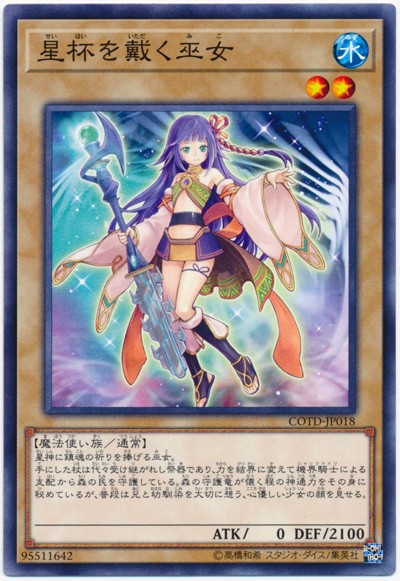 星杯を戴く巫女
水
COTD-JP018
【魔法使い族/通常】
星神に鎮魂の祈りを捧げる巫女。
手にした杖は代々受け継がれし祭器であり、力を結界に変えて機界騎士による
支配から森の民を守護している。森の守護竜が懐く程の神通力をその身に
秘めているが、普段は兄と幼馴染を大切に想う、心優しい少女の顔を見せる。
ATK/ 0 DEF/2100
95511642
©高橋和希 スタジオ・ダイス/集英社